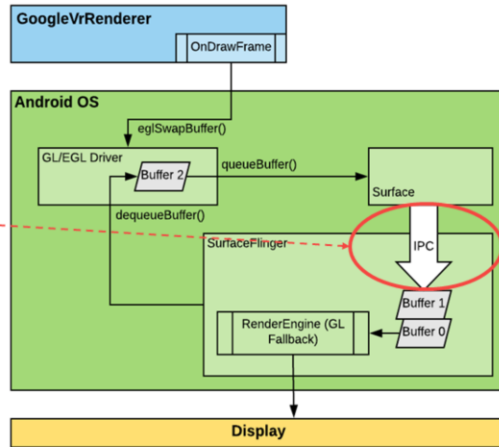 GoogleVrRenderer
OnDrawFrame
Android OS
eglSwapBuffer()
GL/EGL Driver
Buffer 2
queueBuffer()
Surface
dequeueBuffer()
SurfaceFlinger
IPC
Buffer 1
Buffer 0
RenderEngine (GL
Fallback)
Display